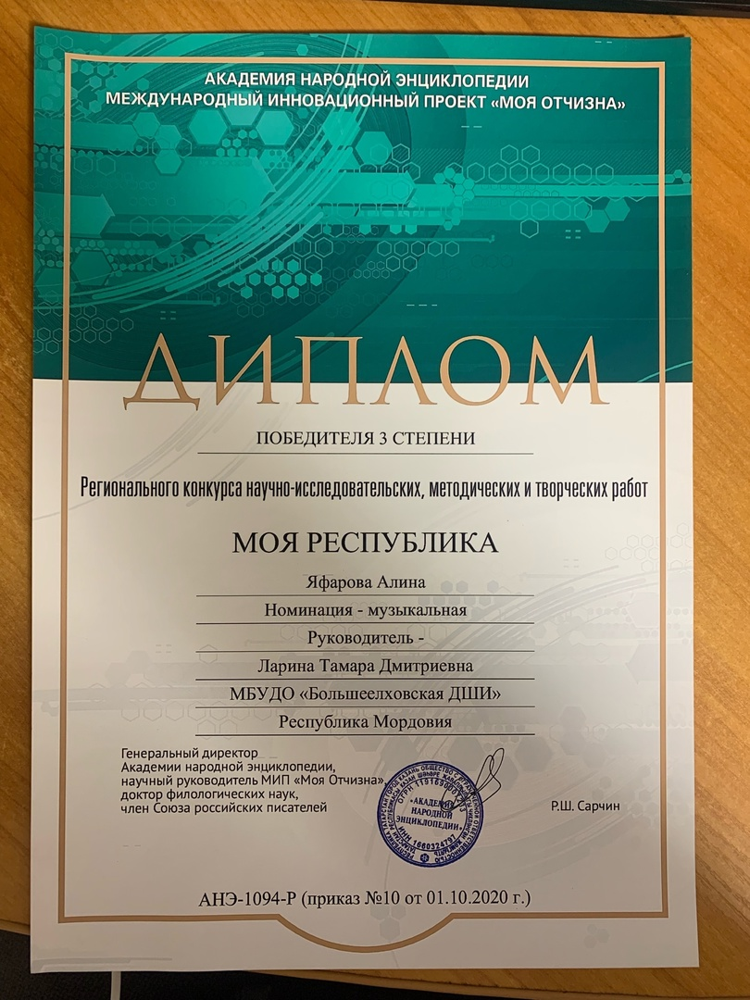 АКАДЕМИЯ НАРОДНОЙ ЭНЦИКЛОПЕДИИ
МЕЖДУНАРОДНЫЙ ИННОВАЦИОННЫЙ ПРОЕКТ «МОЯ ОТЧИЗНА»
ДИПЛОМ
ПОБЕДИТЕЛЯ 3 СТЕПЕНИ
Регионального конкурса научно-исследовательских, методических и творческих работ
МОЯ РЕСПУБЛИКА
Яфарова Алина
Номинация - музыкальная
Руководитель -
Ларина Тамара Дмитриевна
МБУДО «Большеелховская ДШИ»
Республика Мордовия
Генеральный директор
Академии народной энциклопедии,
научный руководитель МИП «Моя Отчизна»,
доктор филологических наук,
член Союза российских писателей
«АКАДЕМИЯ
НАРОДНОЙ
ЭНЦИКЛОПЕДИИ»
ИНН 1660324797
Р.Ш. Сарчин
АНЭ-1094-Р (приказ №10 от 01.10.2020 г.)